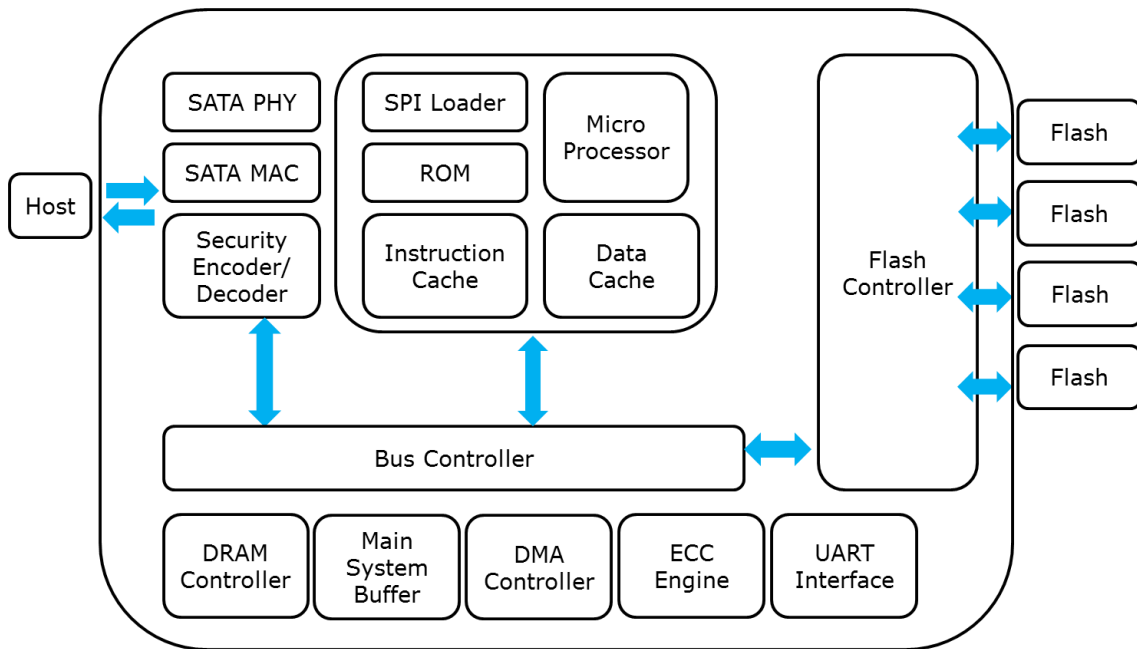 Host
SATA PHY
SATA MAC
Security
Encoder/
Decoder
SPI Loader
ROM
Instruction
Cache
Micro
Processor
Data
Cache
Flash
Controller
Flash
Flash
Flash
Flash
Bus Controller
DRAM
Controller
Main
System
Buffer
DMA
Controller
ECC
Engine
UART
Interface